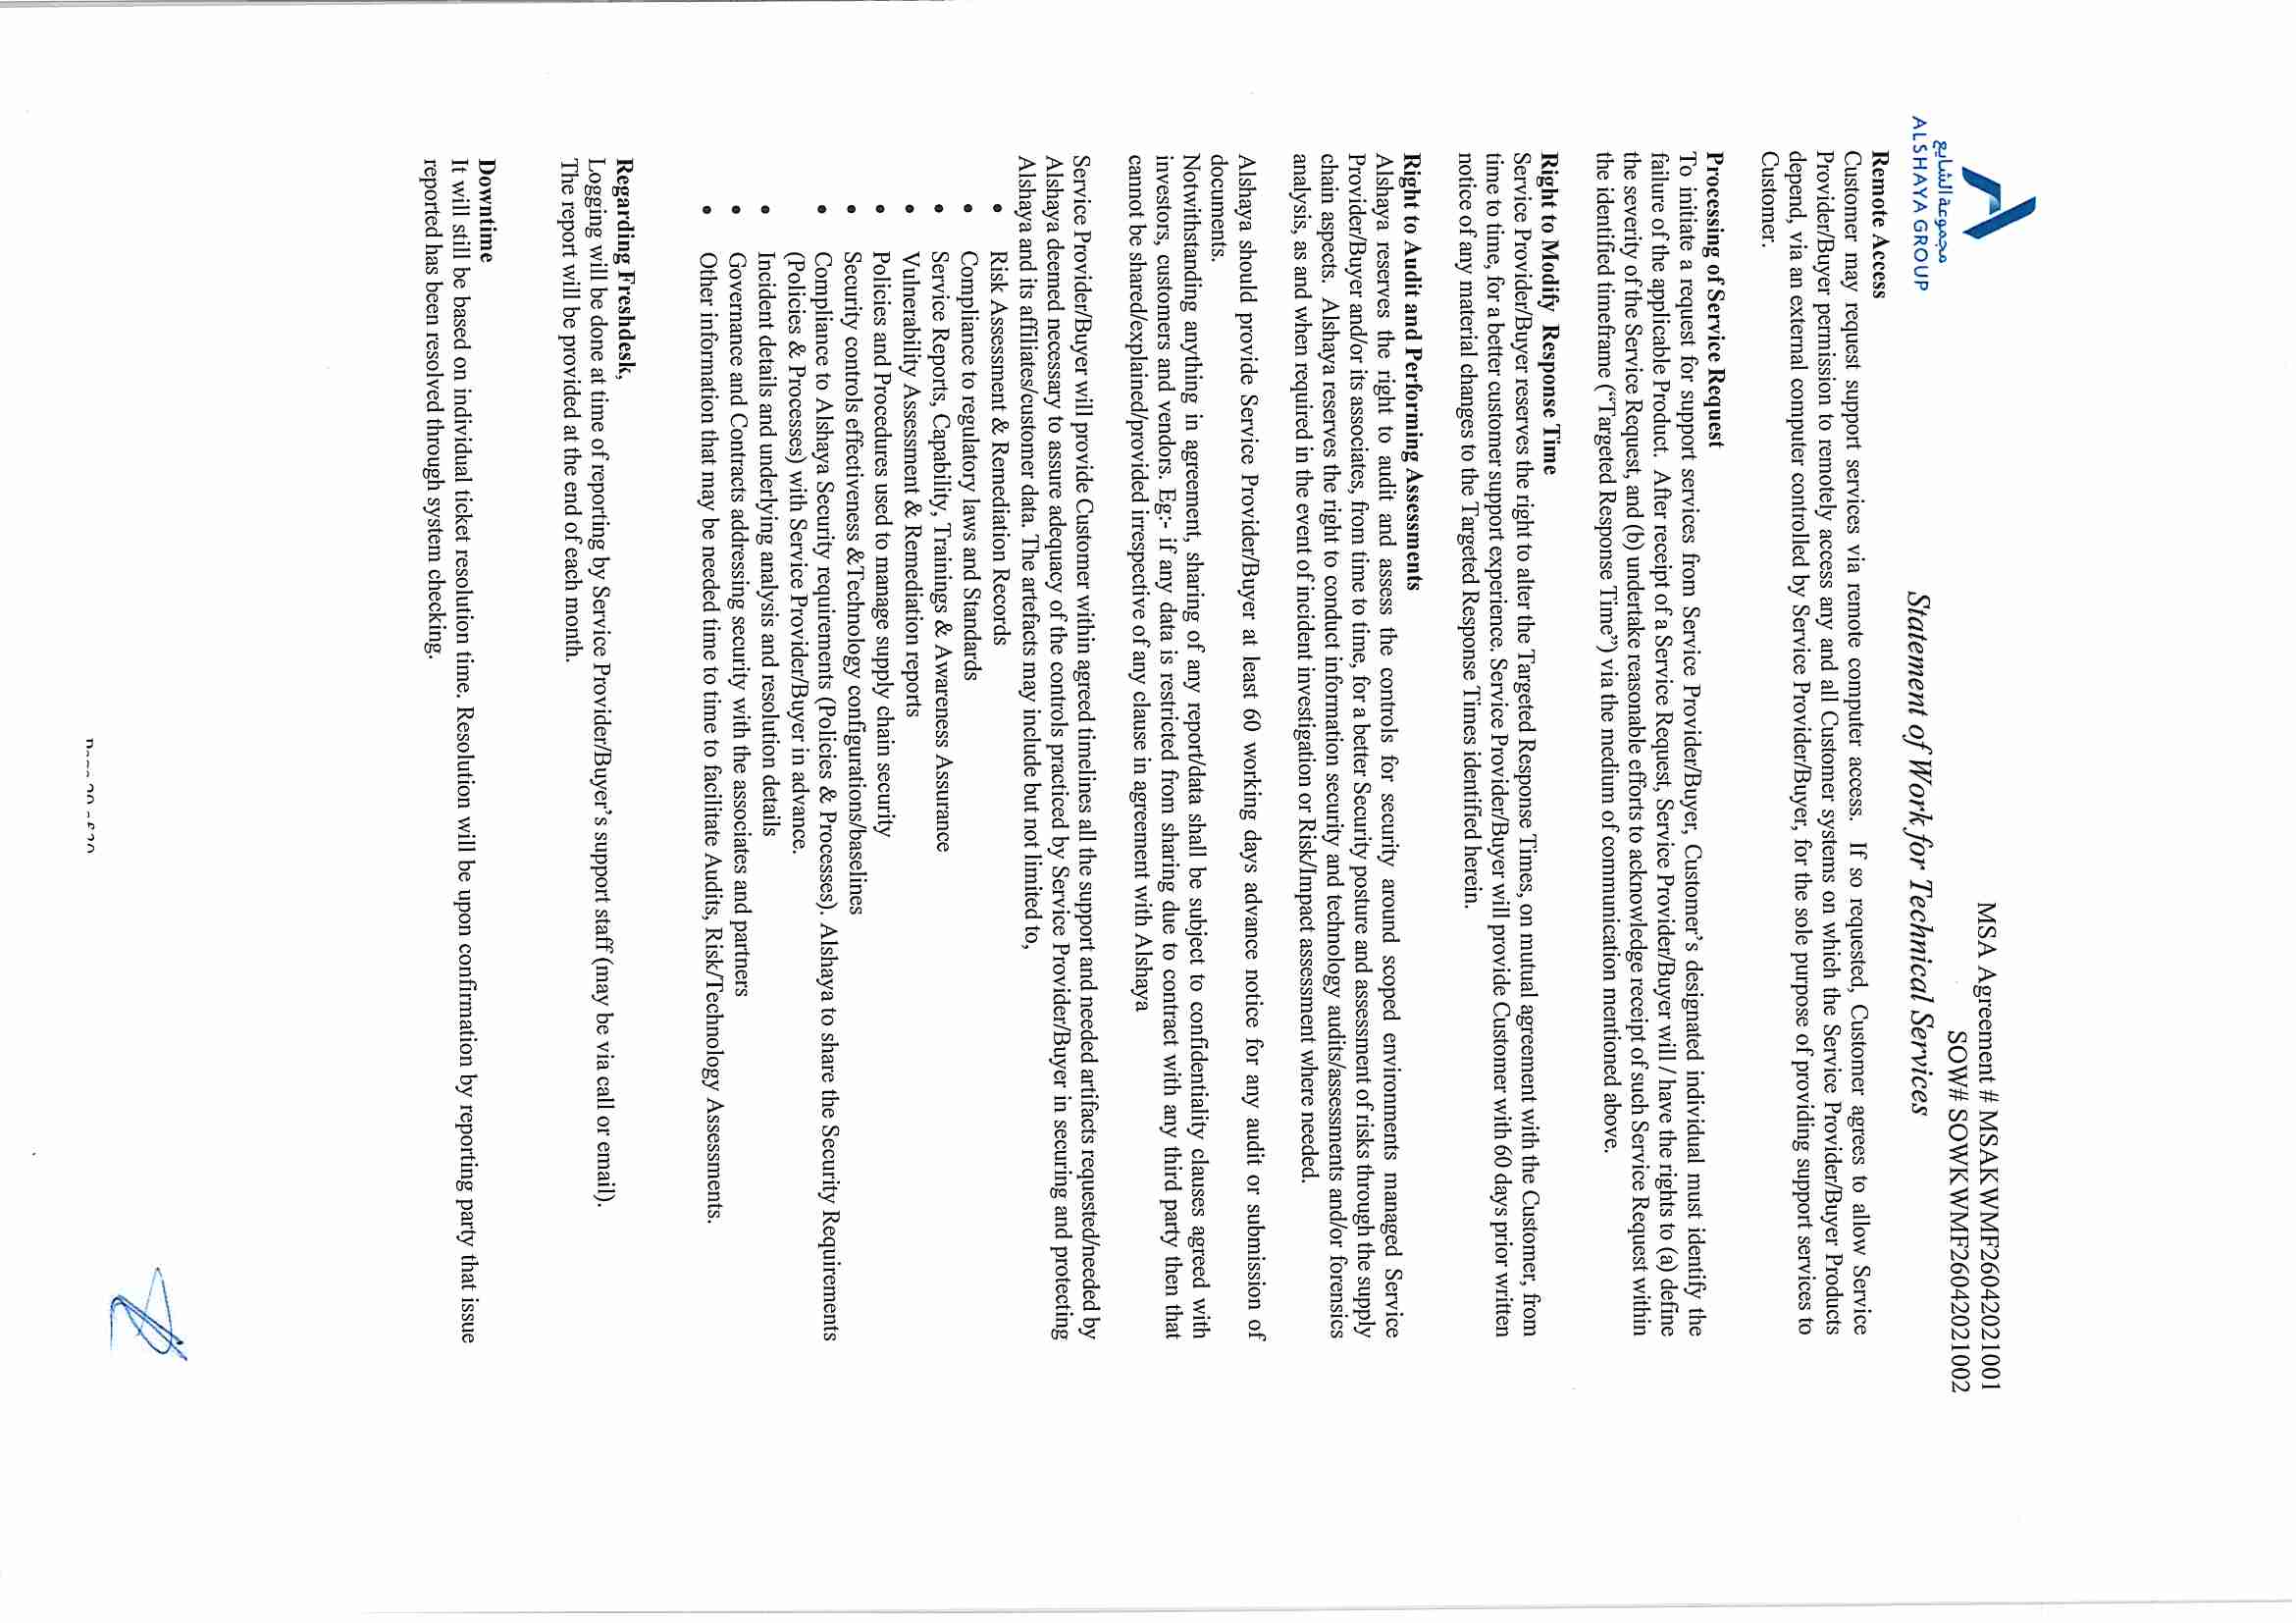 مجموعة الشايع
ALSHAYA GROUP
MSA Agreement # MSAKWMF26042021001
SOW# SOWKWMF26042021002
Statement of Work for Technical Services
Remote Access
Customer may request support services via remote computer access. If so requested, Customer agrees to allow Service
Provider/Buyer permission to remotely access any and all Customer systems on which the Service Provider/Buyer Products
depend, via an external computer controlled by Service Provider/Buyer, for the sole purpose of providing support services to
Customer.
Processing of Service Request
To initiate a request for support services from Service Provider/Buyer, Customer's designated individual must identify the
failure of the applicable Product. After receipt of a Service Request, Service Provider/Buyer will / have the rights to (a) define
the severity of the Service Request, and (b) undertake reasonable efforts to acknowledge receipt of such Service Request within
the identified timeframe ("Targeted Response Time") via the medium of communication mentioned above.
Right to Modify Response Time
Service Provider/Buyer reserves the right to alter the Targeted Response Times, on mutual agreement with the Customer, from
time to time, for a better customer support experience. Service Provider/Buyer will provide Customer with 60 days prior written
notice of any material changes to the Targeted Response Times identified herein.
Right to Audit and Performing Assessments
Alshaya reserves the right to audit and assess the controls for security around scoped environments managed Service
Provider/Buyer and/or its associates, from time to time, for a better Security posture and assessment of risks through the supply
chain aspects. Alshaya reserves the right to conduct information security and technology audits/assessments and/or forensics
analysis, as and when required in the event of incident investigation or Risk/Impact assessment where needed.
Alshaya should provide Service Provider/Buyer at least 60 working days advance notice for any audit or submission of
documents.
Notwithstanding anything in agreement, sharing of any report/data shall be subject to confidentiality clauses agreed with
investors, customers and vendors. Eg:- if any data is restricted from sharing due to contract with any third party then that
cannot be shared/explained/provided irrespective of any clause in agreement with Alshaya
Service Provider/Buyer will provide Customer within agreed timelines all the support and needed artifacts requested/needed by
Alshaya deemed necessary to assure adequacy of the controls practiced by Service Provider/Buyer in securing and protecting
Alshaya and its affiliates/customer data. The artefacts may include but not limited to,
• Risk Assessment & Remediation Records
• Compliance to regulatory laws and Standards
• Service Reports, Capability, Trainings & Awareness Assurance
• Vulnerability Assessment & Remediation reports
• Policies and Procedures used to manage supply chain security
• Security controls effectiveness &Technology configurations/baselines
• Compliance to Alshaya Security requirements (Policies & Processes). Alshaya to share the Security Requirements
(Policies & Processes) with Service Provider/Buyer in advance.
• Incident details and underlying analysis and resolution details
• Governance and Contracts addressing security with the associates and partners
• Other information that may be needed time to time to facilitate Audits, Risk/Technology Assessments.
Regarding Freshdesk,
Logging will be done at time of reporting by Service Provider/Buyer's support staff (may be via call or email).
The report will be provided at the end of each month.
Downtime
It will still be based on individual ticket resolution time. Resolution will be upon confirmation by reporting party that issue
reported has been resolved through system checking.